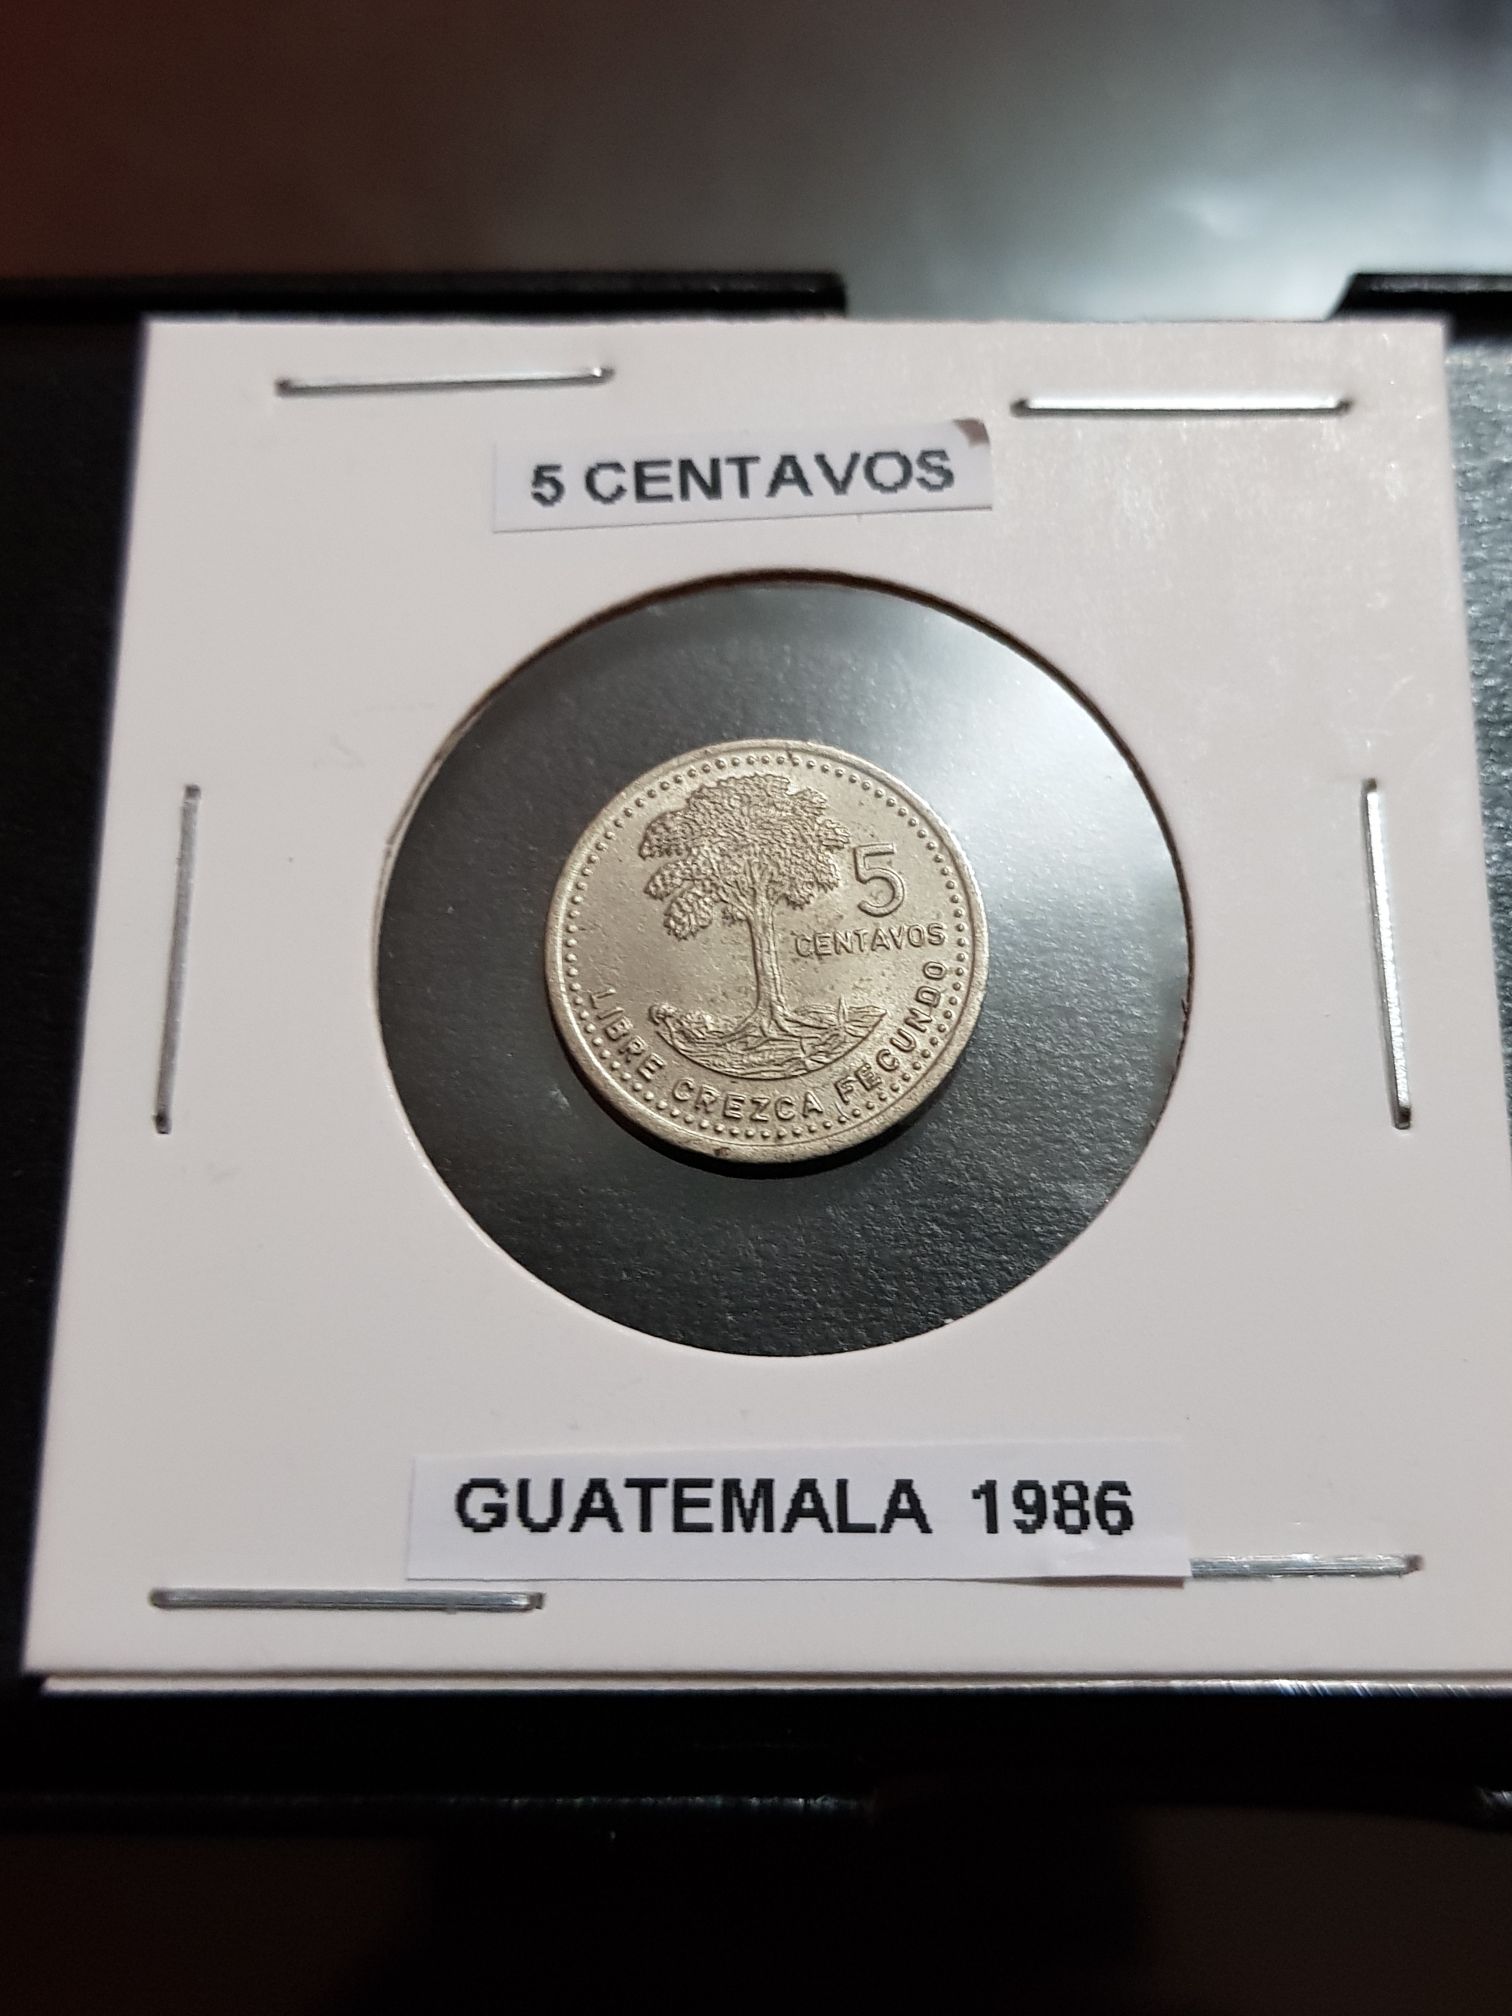 5 CENTAVOS
5
CENTAVOS
LIBRE CREZCA FECUNDO
GUATEMALA 1986